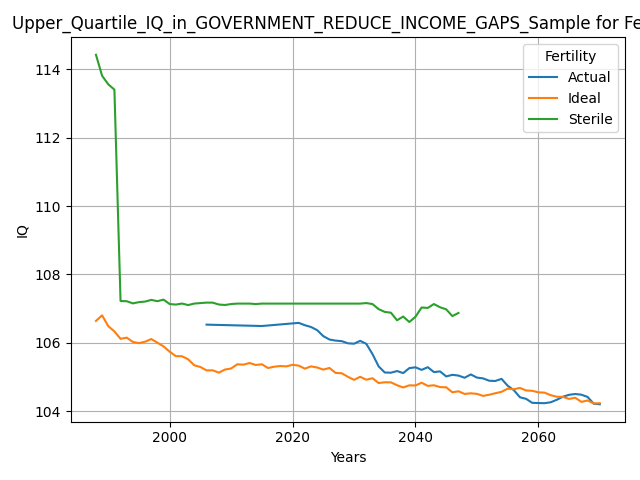 Upper_Quartile_IQ_in_GOVERNMENT_REDUCE_INCOME_GAPS_Sample for Fe
Fertility
Actual
Ideal
Sterile
IQ
114
112
110
108
106
104
2000
2020
2040
2060
Years